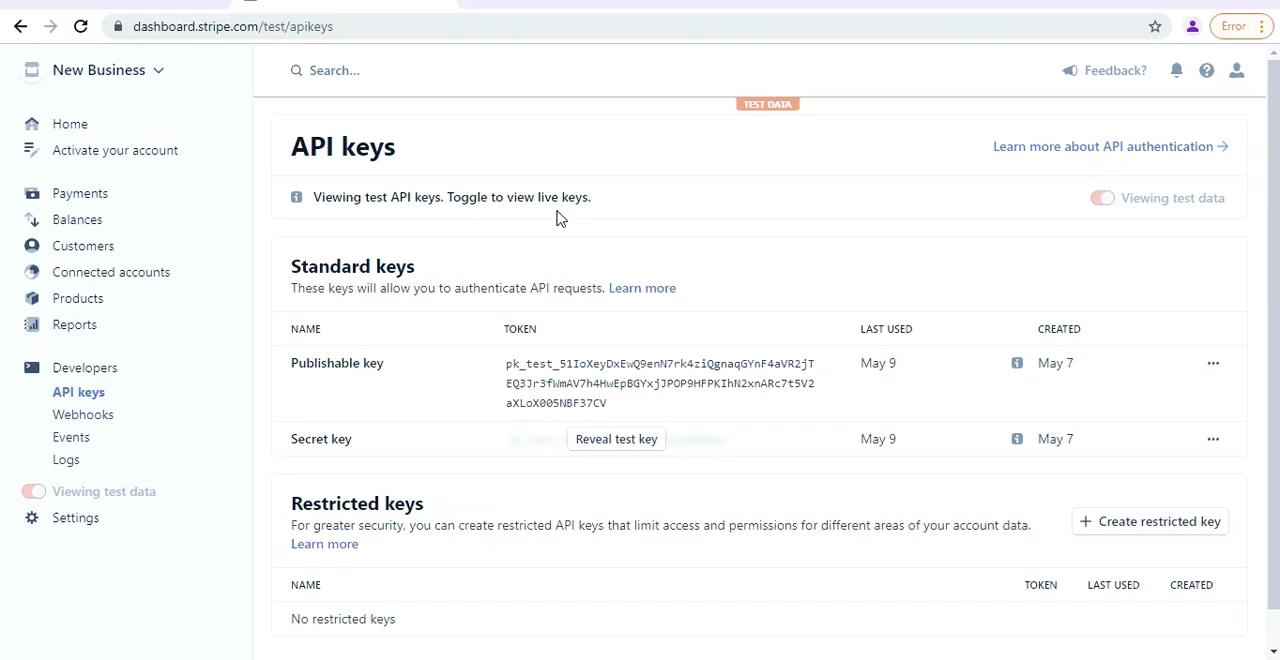 dashboard.stripe.com/test/apikeys
Error
New Business
Search...
Feedback?
TEST DATA
Home
Activate your account
Payments
Balances
Customers
Connected accounts
Products
Reports
Developers
API keys
Webhooks
Events
Logs
Viewing test data
Settings
API keys
Learn more about API authentication
Viewing test API keys. Toggle to view live keys.
Viewing test data
Standard keys
These keys will allow you to authenticate API requests. Learn more
NAME TOKEN LAST USED CREATED
Publishable key pk_test_51IoXeyDxEwQ9enN7rk4ziQgnaqGYnF4aVR2jT May 9 May 7
EQ3Jr3fWmAV7h4HwEpBGYxjJPOP9HFPKIhN2xnARc7t5V2
aXLoX005NBF37CV
Secret key Reveal test key May 9 May 7
Restricted keys
For greater security, you can create restricted API keys that limit access and permissions for different areas of your account data.
Learn more
Create restricted key
NAME TOKEN LAST USED CREATED
No restricted keys